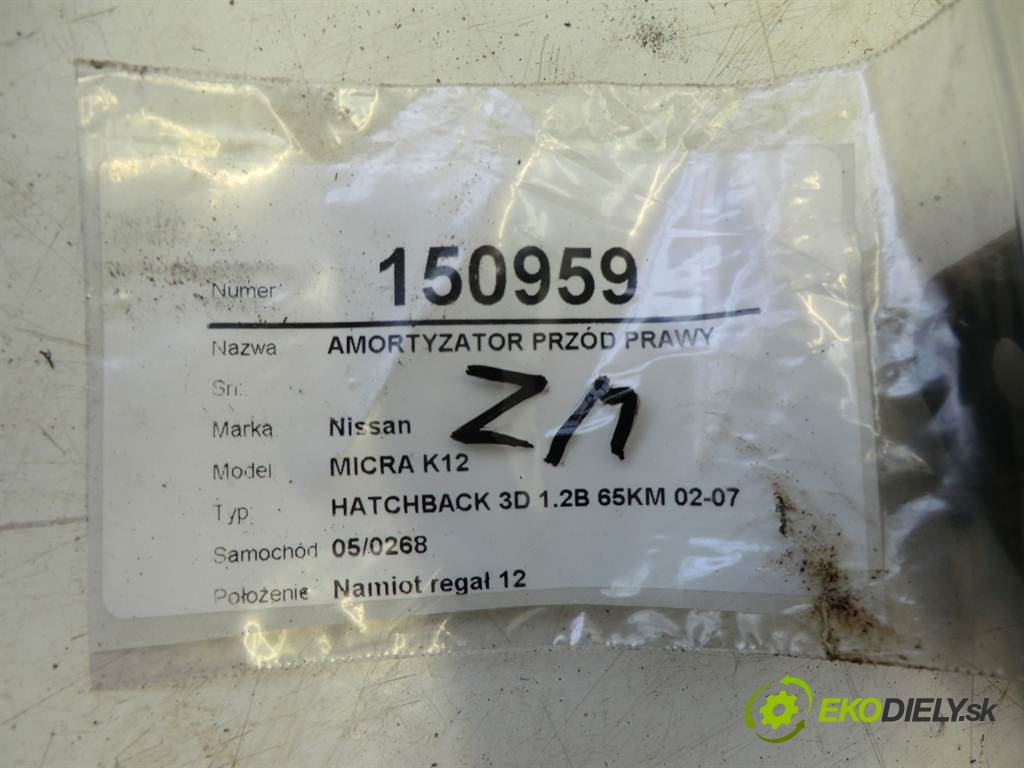 Numer 150959
Nazwa AMORTYZATOR PRZÓD PRAWY
Sn:
Marka Nissan
Model MICRA K12
Typ HATCHBACK 3D 1.2B 65KM 02-07
Samochód 05/0268
Położenie Namiot regał 12
EKODIELY.sk